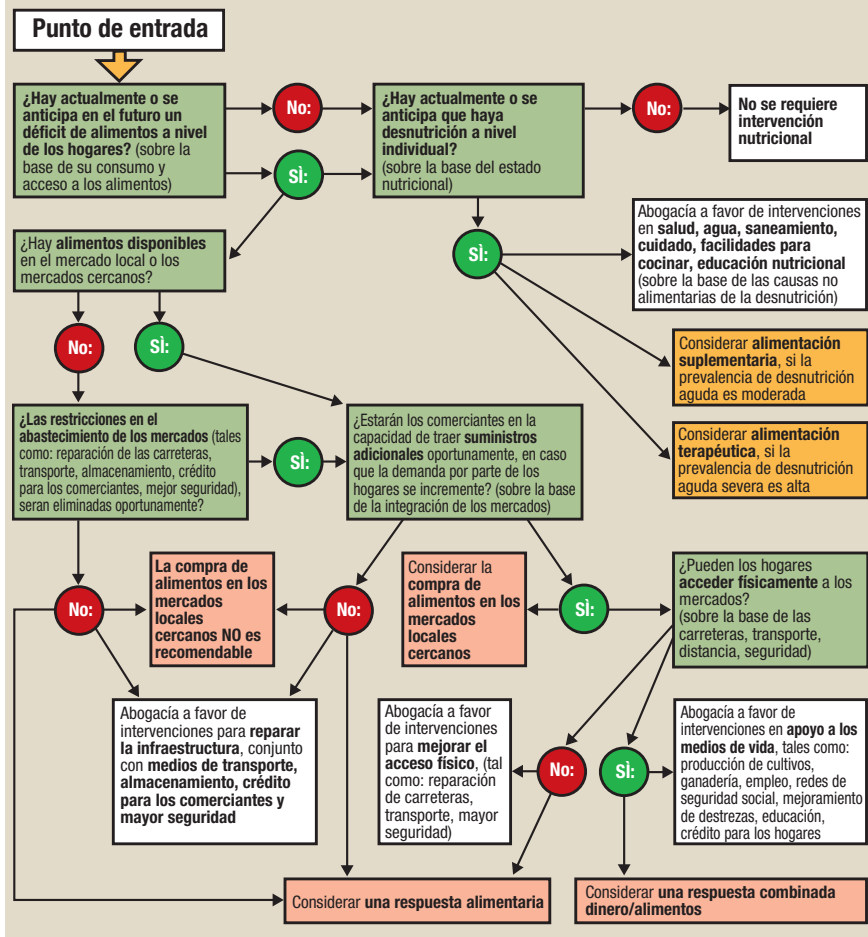 Punto de entrada
¿Hay actualmente o se
anticipa en el futuro un
déficit de alimentos a nivel
de los hogares? (sobre la
base de su consumo y
acceso a los alimentos)
No:
SÌ:
¿Hay actualmente o se
anticipa que haya
desnutrición a nivel
individual?
(sobre la base del estado
nutricional)
No:
No se requiere
intervención
nutricional
SÌ:
Abogacía a favor de intervenciones
en salud, agua, saneamiento,
cuidado, facilidades para
cocinar, educación nutricional
(sobre la base de las causas no
alimentarias de la desnutrición)
Considerar alimentación
suplementaria, si la
prevalencia de desnutrición
aguda es moderada
Considerar alimentación
terapéutica, si la
prevalencia de desnutrición
aguda severa es alta
¿Hay alimentos disponibles
en el mercado local o los
mercados cercanos?
No:
SÌ:
¿Las restricciones en el
abastecimiento de los mercados (tales
como: reparación de las carreteras,
transporte, almacenamiento, crédito
para los comerciantes, mejor seguridad),
seran eliminadas oportunamente?
SÌ:
¿Estarán los comerciantes en la
capacidad de traer suministros
adicionales oportunamente, en caso
que la demanda por parte de los
hogares se incremente? (sobre la base
de la integración de los mercados)
No:
La compra de
alimentos en los
mercados
locales
cercanos NO es
recomendable
No:
Considerar la
compra de
alimentos en los
mercados
locales
cercanos
SÌ:
¿Pueden los hogares
acceder físicamente a los
mercados?
(sobre la base de las
carreteras, transporte,
distancia, seguridad)
Abogacía a favor de
intervenciones para reparar
la infraestructura, conjunto
con medios de transporte,
almacenamiento, crédito
para los comerciantes y
mayor seguridad
Abogacía a favor
de intervenciones
para mejorar el
acceso físico, (tal
como: reparación
de carreteras,
transporte, mayor
seguridad)
No:
SÌ:
Abogacía a favor de
intervenciones en apoyo a los
medios de vida, tales como:
producción de cultivos,
ganadería, empleo, redes de
seguridad social, mejoramiento
de destrezas, educación,
crédito para los hogares
Considerar una respuesta alimentaria
Considerar una respuesta combinada
dinero/alimentos